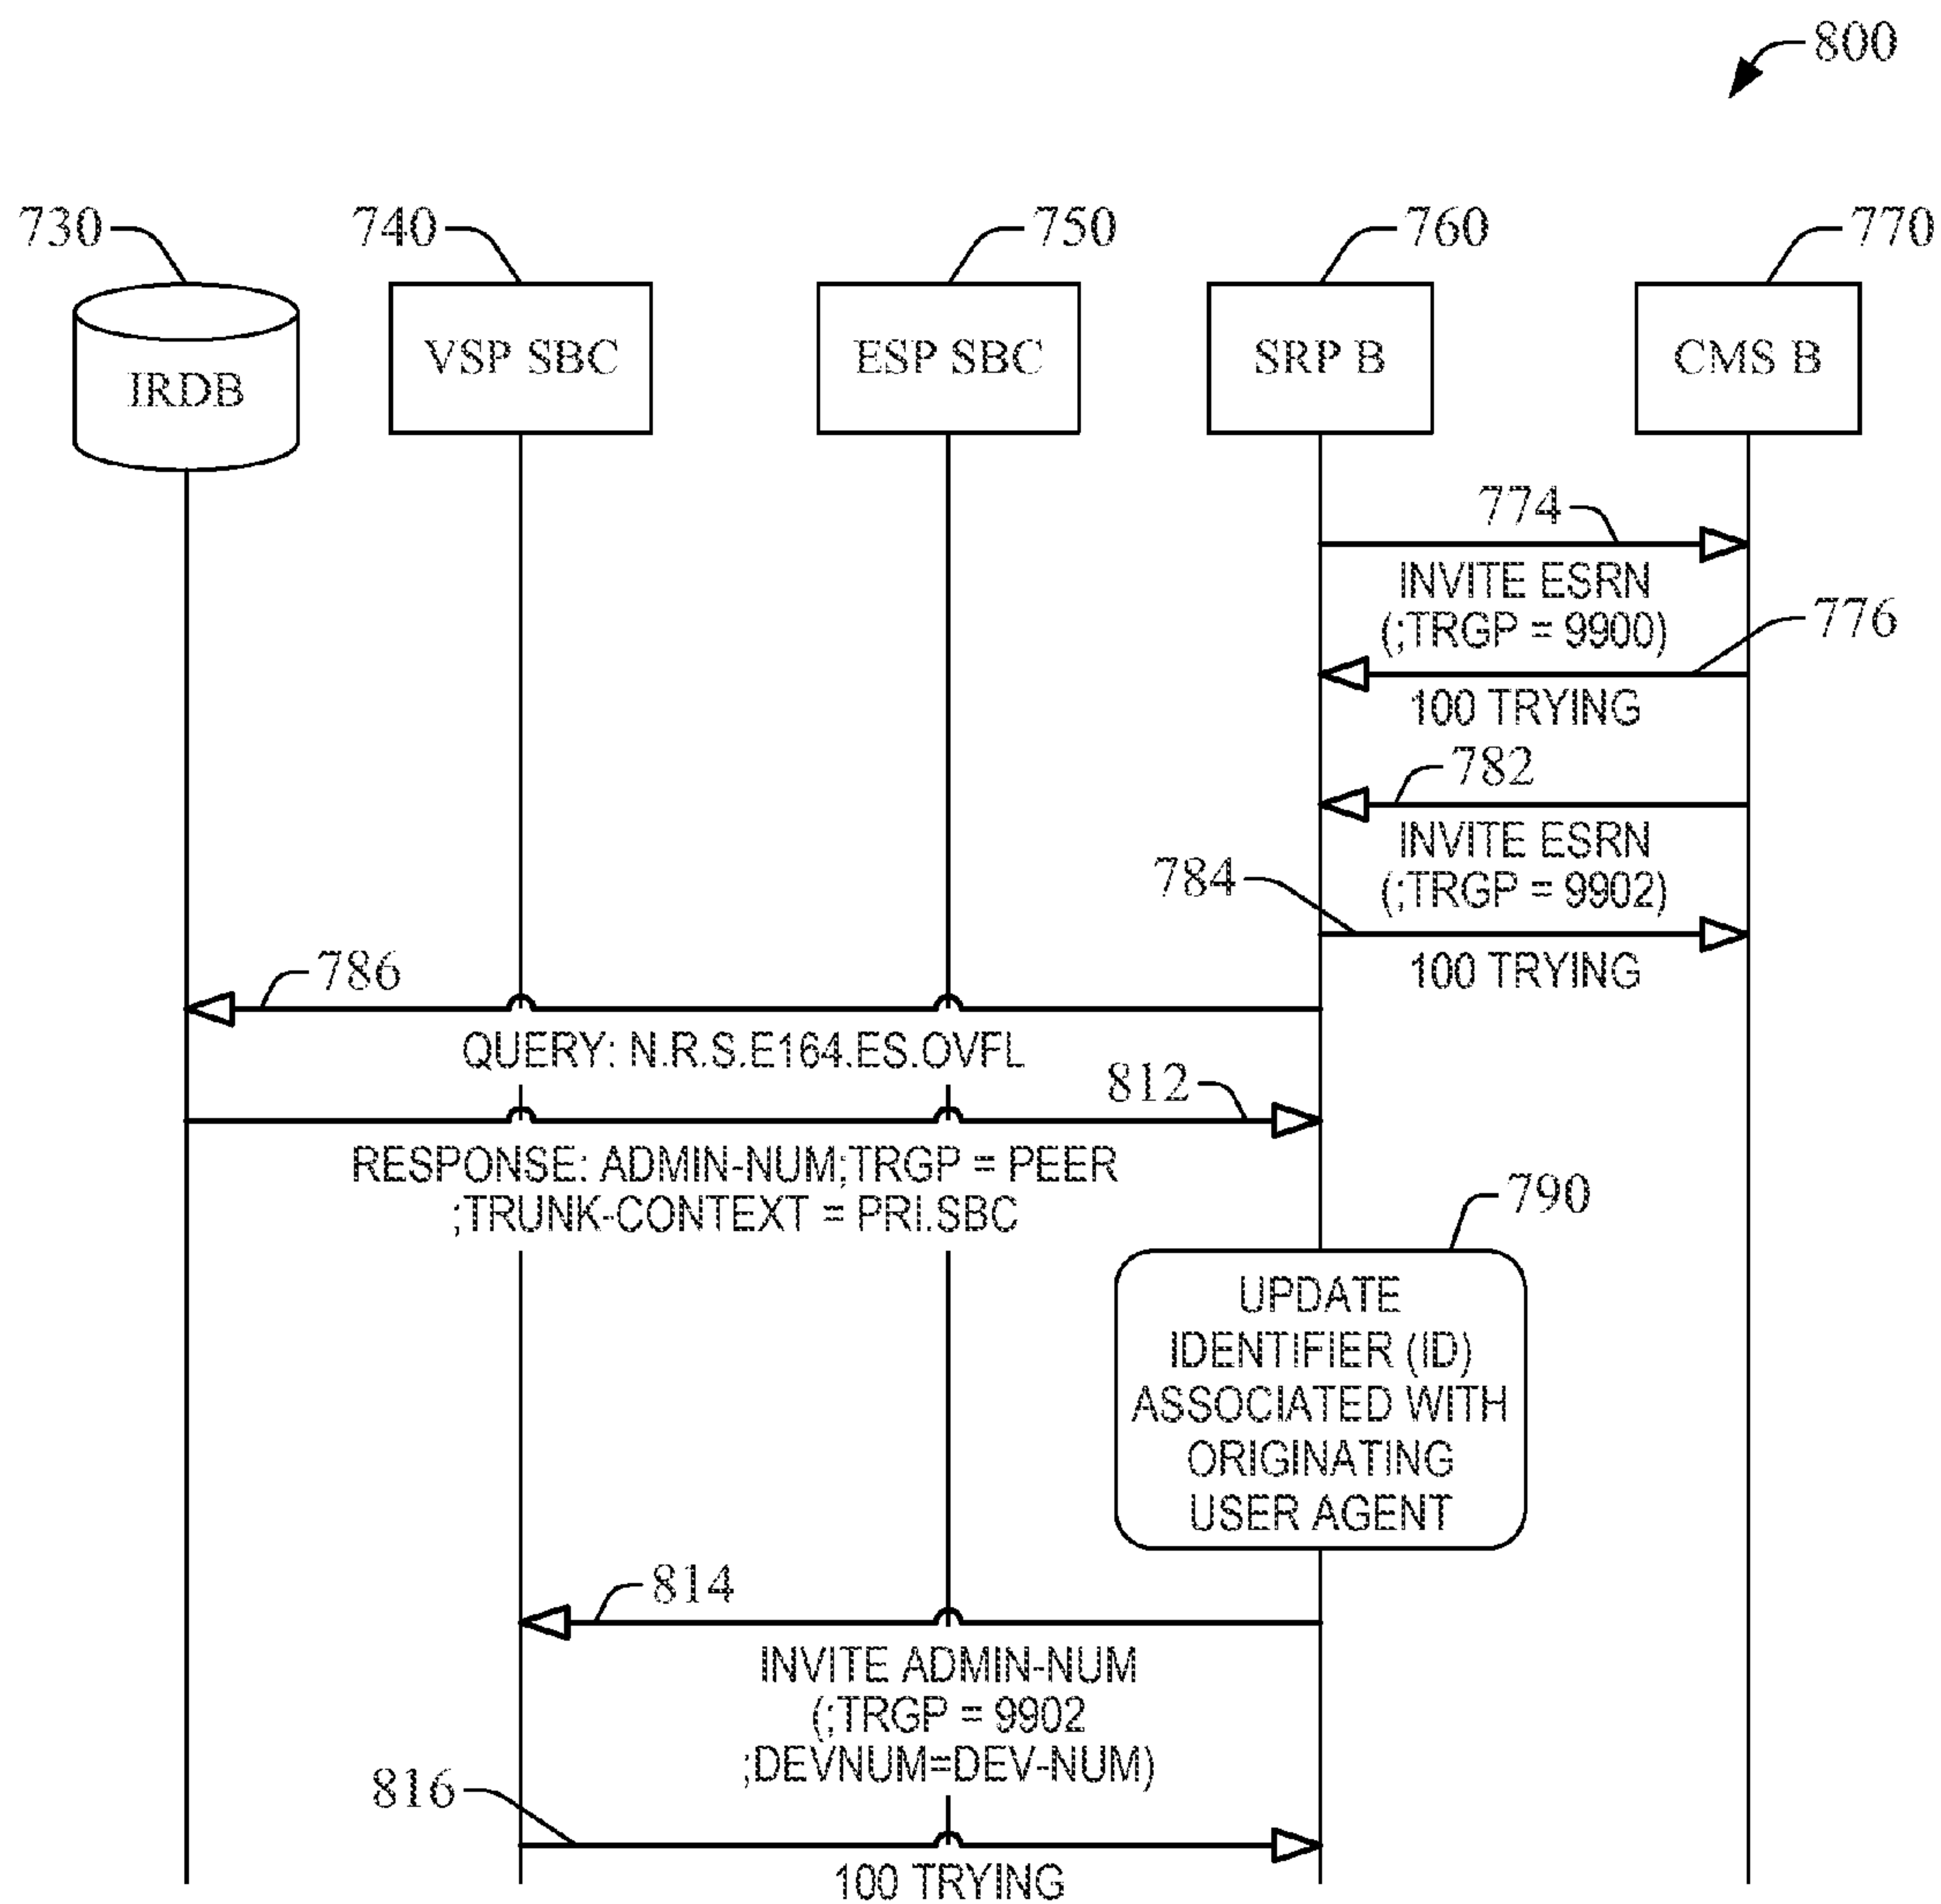 800
730
740
750
760
770
IRDB
VSP SBC
ESP SBC
SRP B
CMS B
774
INVITE ESRN
(;TRGP = 9900)
776
100 TRYING
782
INVITE ESRN
(;TRGP = 9902)
784
100 TRYING
786
QUERY: N.R.S.E164.ES.OVFL
812
RESPONSE: ADMIN-NUM;TRGP = PEER
;TRUNK-CONTEXT = PRI.SBC
790
UPDATE
IDENTIFIER (ID)
ASSOCIATED WITH
ORIGINATING
USER AGENT
814
INVITE ADMIN-NUM
(;TRGP = 9902
;DEVNUM=DEV-NUM)
816
100 TRYING